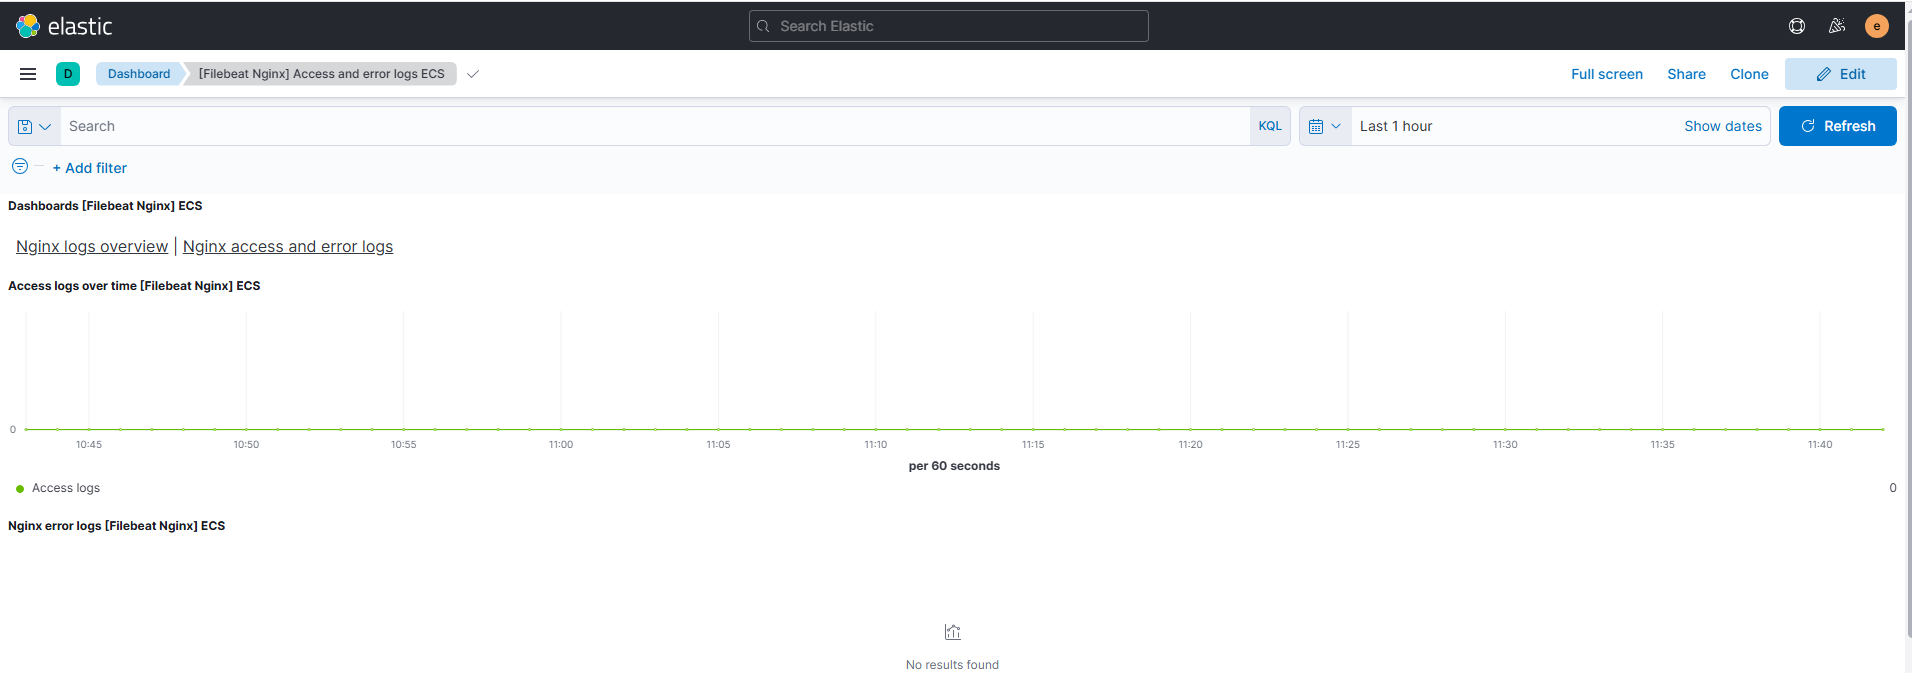 elastic
Search Elastic
e
D
Dashboard
[Filebeat Nginx] Access and error logs ECS
Full screen
Share
Clone
Edit
Search
KQL
Last 1 hour
Show dates
Refresh
+ Add filter
Dashboards [Filebeat Nginx] ECS
Nginx logs overview | Nginx access and error logs
Access logs over time [Filebeat Nginx] ECS
0
10:45 10:50 10:55 11:00 11:05 11:10 11:15 11:20 11:25 11:30 11:35 11:40
per 60 seconds
Access logs
0
Nginx error logs [Filebeat Nginx] ECS
No results found